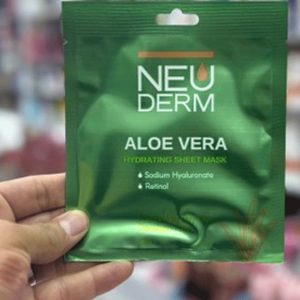 NEU
DERM
ALOE VERA
HYDRATING SHEET MASK
Sodium Hyaluronate
Retinol